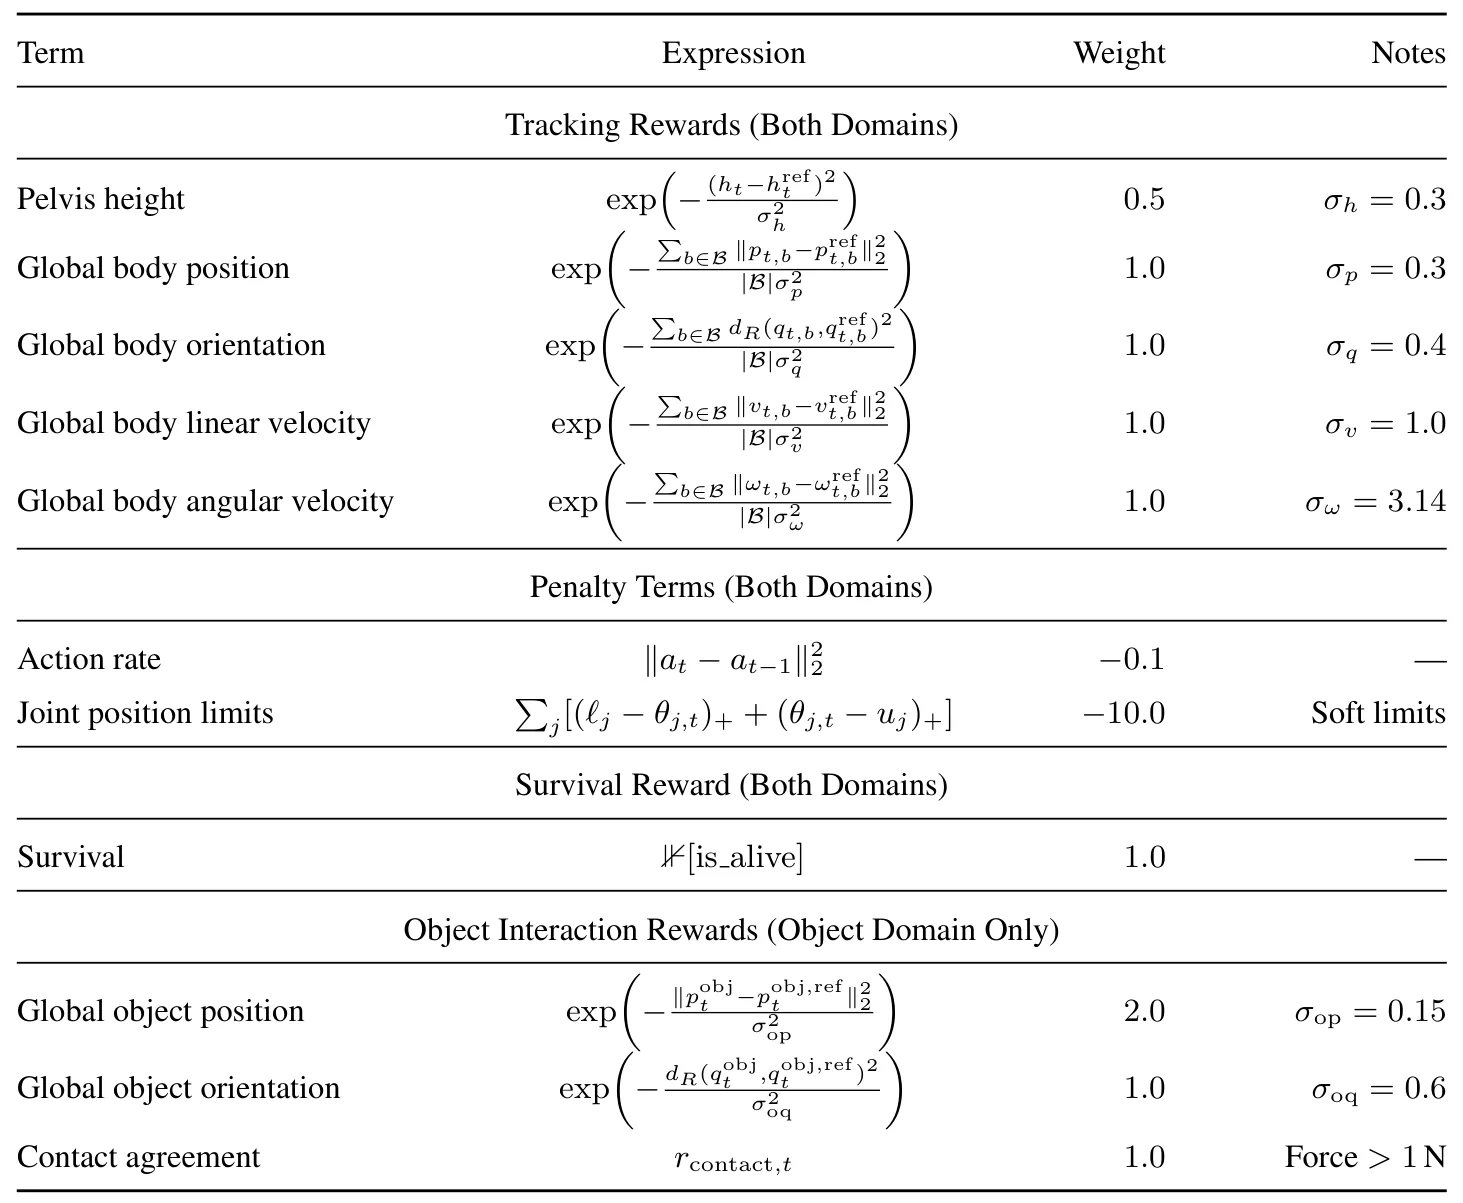 Term Expression Weight Notes
Tracking Rewards (Both Domains)
Pelvis height exp(−(h_t−h_t^ref)^2/σ_h^2) 0.5 σ_h = 0.3
Global body position exp(−∑_{b∈ℬ} ‖p_{t,b}−p_{t,b}^ref‖_2^2/|ℬ|σ_p^2) 1.0 σ_p = 0.3
Global body orientation exp(−∑_{b∈ℬ} d_R(q_{t,b},q_{t,b}^ref)^2/|ℬ|σ_q^2) 1.0 σ_q = 0.4
Global body linear velocity exp(−∑_{b∈ℬ} ‖v_{t,b}−v_{t,b}^ref‖_2^2/|ℬ|σ_v^2) 1.0 σ_v = 1.0
Global body angular velocity exp(−∑_{b∈ℬ} ‖ω_{t,b}−ω_{t,b}^ref‖_2^2/|ℬ|σ_ω^2) 1.0 σ_ω = 3.14
Penalty Terms (Both Domains)
Action rate ‖a_t − a_{t−1}‖_2^2 −0.1 —
Joint position limits ∑_j[(ℓ_j − θ_{j,t})_+ + (θ_{j,t} − u_j)_+] −10.0 Soft limits
Survival Reward (Both Domains)
Survival ⊮[is_alive] 1.0 —
Object Interaction Rewards (Object Domain Only)
Global object position exp(−‖p_t^obj−p_t^{obj,ref}‖_2^2/σ_op^2) 2.0 σ_op = 0.15
Global object orientation exp(−d_R(q_t^obj,q_t^{obj,ref})^2/σ_oq^2) 1.0 σ_oq = 0.6
Contact agreement r_{contact,t} 1.0 Force > 1 N